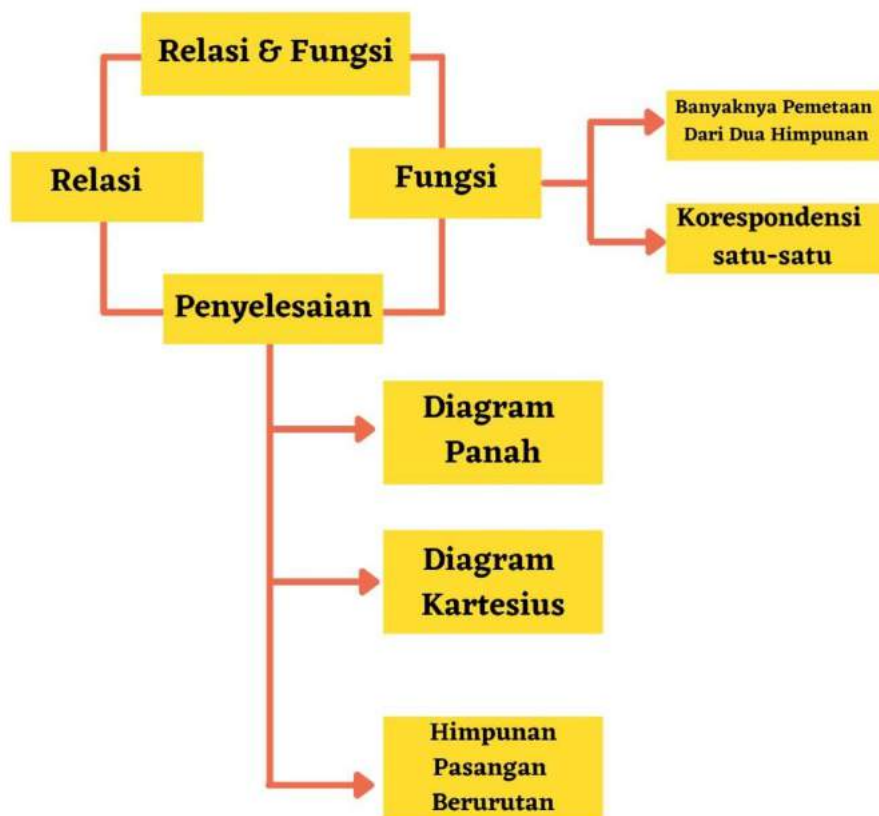 Relasi & Fungsi
Relasi
Fungsi
Banyaknya Pemetaan
Dari Dua Himpunan
Korespondensi
satu-satu
Penyelesaian
Diagram
Panah
Diagram
Kartesius
Himpunan
Pasangan
Berurutan